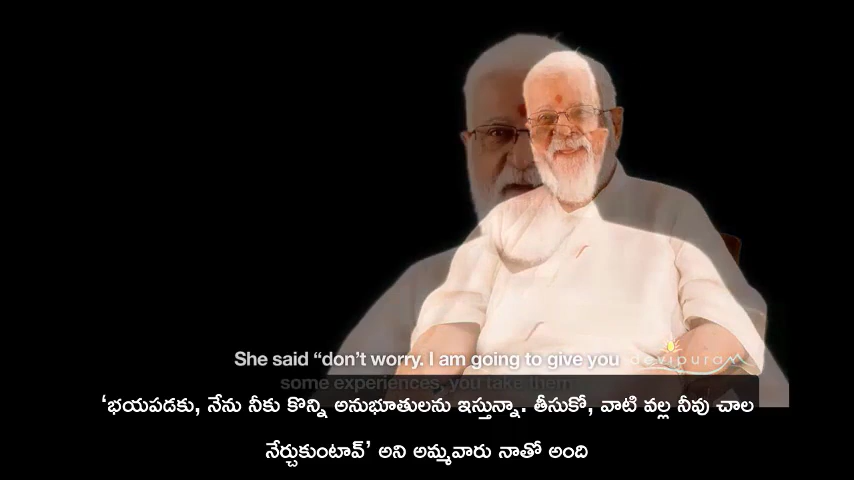 She said “don’t worry. I am going to give you
devipuram
some experiences, you take them
‘భయపడకు, నేను నీకు కొన్ని అనుభూతులను ఇస్తున్నా. తీసుకో, వాటి వల్ల నీవు చాల
నేర్చుకుంటావ్’ అని అమ్మవారు నాతో అంది